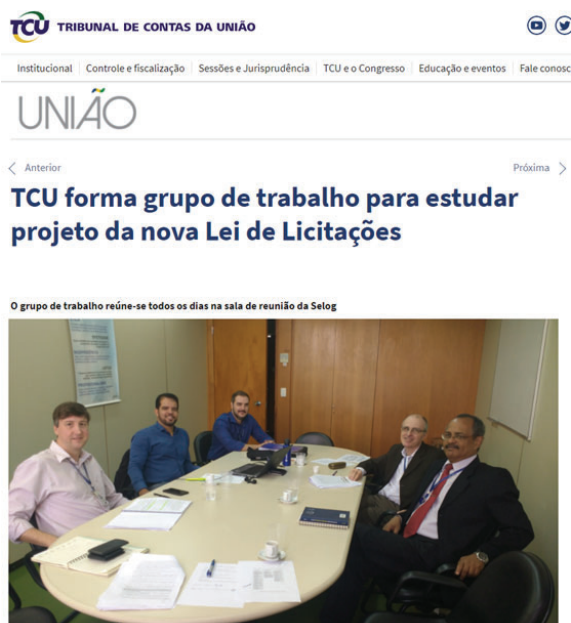 TCU TRIBUNAL DE CONTAS DA UNIÃO
Institucional Controle e fiscalização Sessões e Jurisprudência TCU e o Congresso Educação e eventos Fale conosc
UNIÃO
Anterior Próxima
TCU forma grupo de trabalho para estudar
projeto da nova Lei de Licitações
O grupo de trabalho reúne-se todos os dias na sala de reunião da Selog